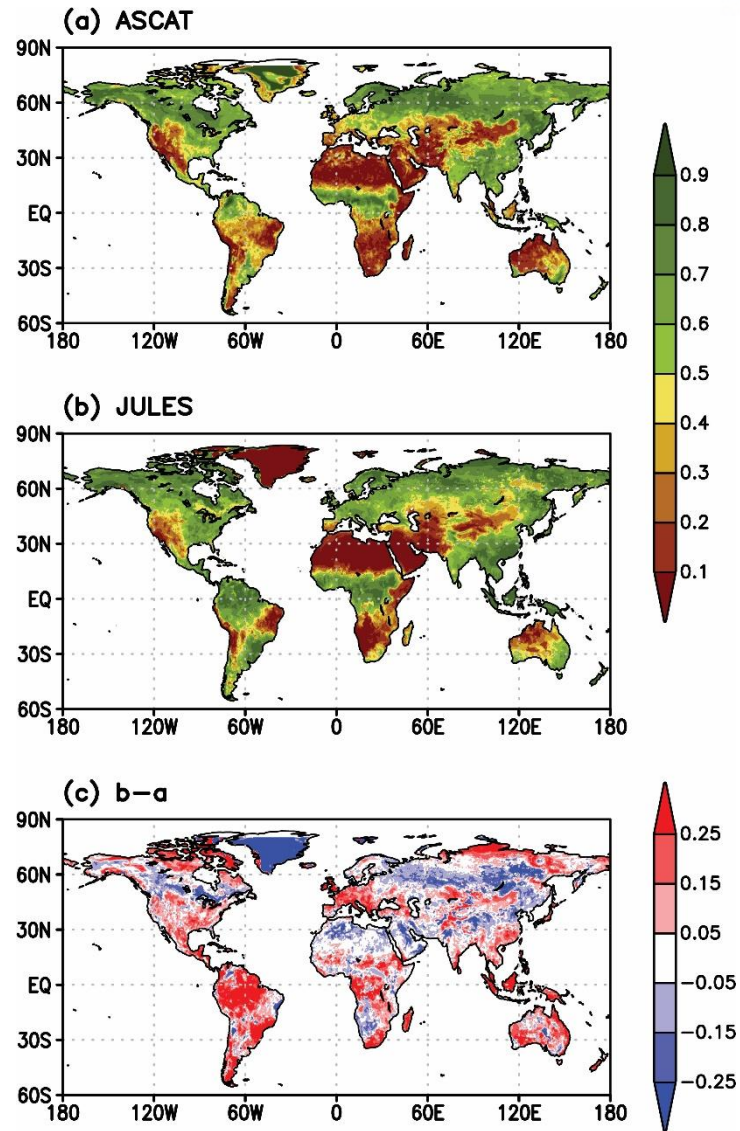 (a) ASCAT
90N
60N
30N
EQ
30S
60S
180 120W 60W 0 60E 120E 180
(b) JULES
90N
60N
30N
EQ
30S
60S
180 120W 60W 0 60E 120E 180
0.9
0.8
0.7
0.6
0.5
0.4
0.3
0.2
0.1
(c) b-a
90N
60N
30N
EQ
30S
60S
180 120W 60W 0 60E 120E 180
0.25
0.15
0.05
-0.05
-0.15
-0.25